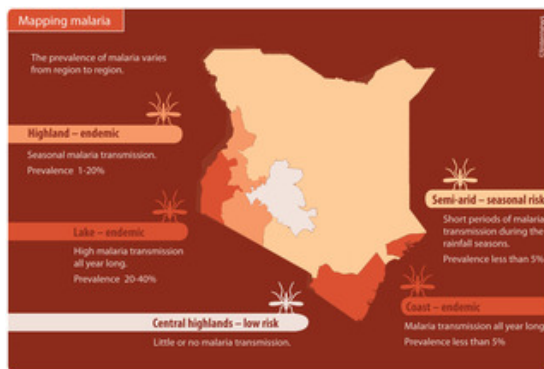 Mapping malaria
The prevalence of malaria varies
from region to region.
Highland – endemic
Seasonal malaria transmission.
Prevalence 1-20%
Lake – endemic
High malaria transmission
all year long.
Prevalence 20-40%
Central highlands – low risk
Little or no malaria transmission.
Semi-arid – seasonal risk
Short periods of malaria
transmission during the
rainfall seasons.
Prevalence less than 5%
Coast – endemic
Malaria transmission all year long
Prevalence less than 5%